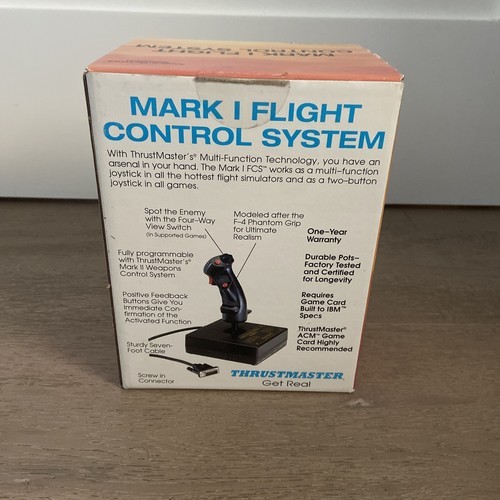 MARK I FLIGHT
CONTROL SYSTEM
MARK I FLIGHT
CONTROL SYSTEM
With ThrustMaster's® Multi-Function Technology, you have an
arsenal in your hand. The Mark I FCS™ works as a multi-function
joystick in all the hottest flight simulators and as a two-button
joystick in all games.
Spot the Enemy
with the Four-Way
View Switch
(In Supported Games)
Modeled after the
F-4 Phantom Grip
for Ultimate
Realism
One-Year
Warranty
Fully programmable
with ThrustMaster's®
Mark II Weapons
Control System.
Durable Pots-
Factory Tested
and Certified
for Longevity
Positive Feedback
Buttons Give You
Immediate Con-
firmation of the
Activated Function
Requires
Game Card
Built to IBM™
Specs
ThrustMaster®
ACM™ Game
Card Highly
Recommended
Sturdy Seven-
Foot Cable
Screw in
Connector
THRUSTMASTER
Get Real